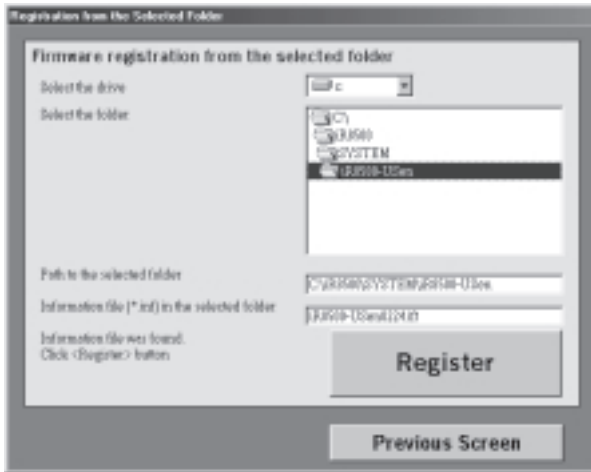 Registration from the Selected Folder
Firmware registration from the selected folder
Select the drive
c
Select the folder
C:\
SYSTEM
Path to the selected folder
Information file (*.inf) in the selected folder
Information file was found.
Click <Register> button
Register
Previous Screen